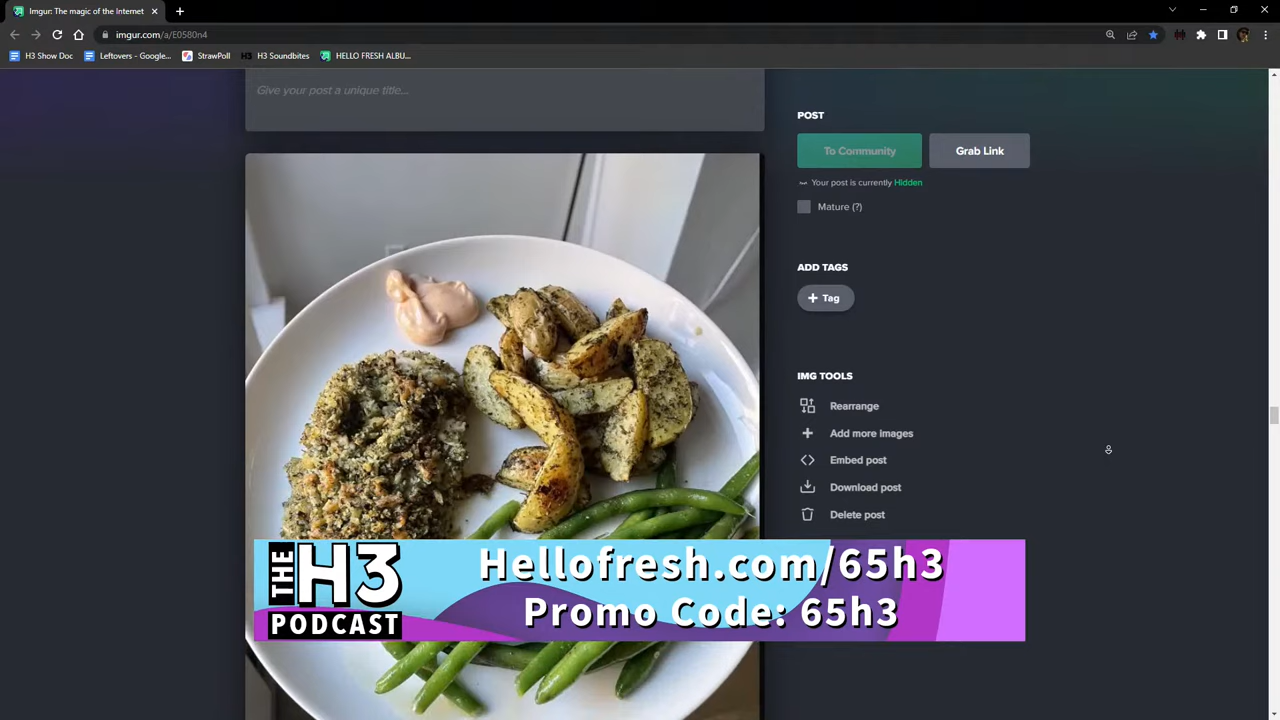 Imgur: The magic of the Internet
imgur.com/a/E0580n4
H3 Show Doc
Leftovers - Google...
StrawPoll
H3 Soundbites
HELLO FRESH ALBU...
Give your post a unique title...
POST
To Community
Grab Link
Your post is currently Hidden
Mature (?)
ADD TAGS
+ Tag
IMG TOOLS
Rearrange
Add more images
Embed post
Download post
Delete post
THE H3 PODCAST
Hellofresh.com/65h3
Promo Code: 65h3